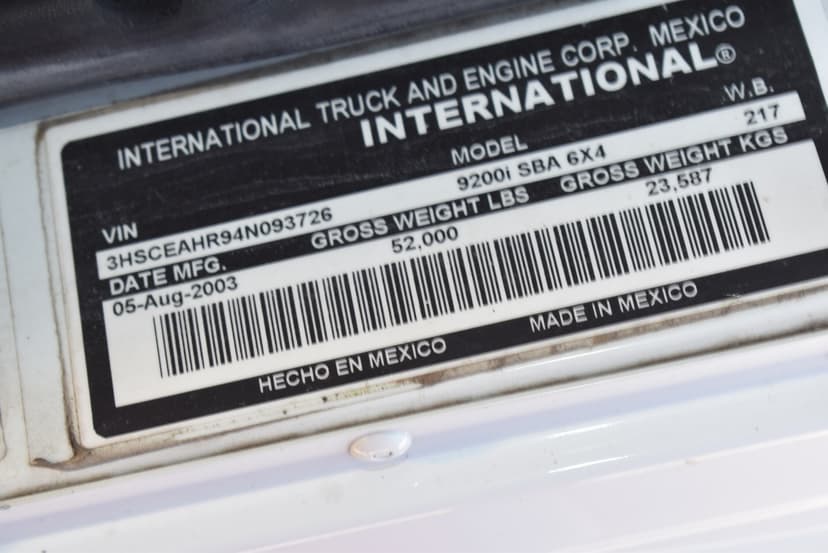 INTERNATIONAL TRUCK AND ENGINE CORP. MEXICO
INTERNATIONAL®
VIN MODEL W.B.
3HSCEAHR94N093726 9200i SBA 6X4 217
DATE MFG. GROSS WEIGHT LBS GROSS WEIGHT KGS
05-Aug-2003 52,000 23,587
HECHO EN MEXICO MADE IN MEXICO